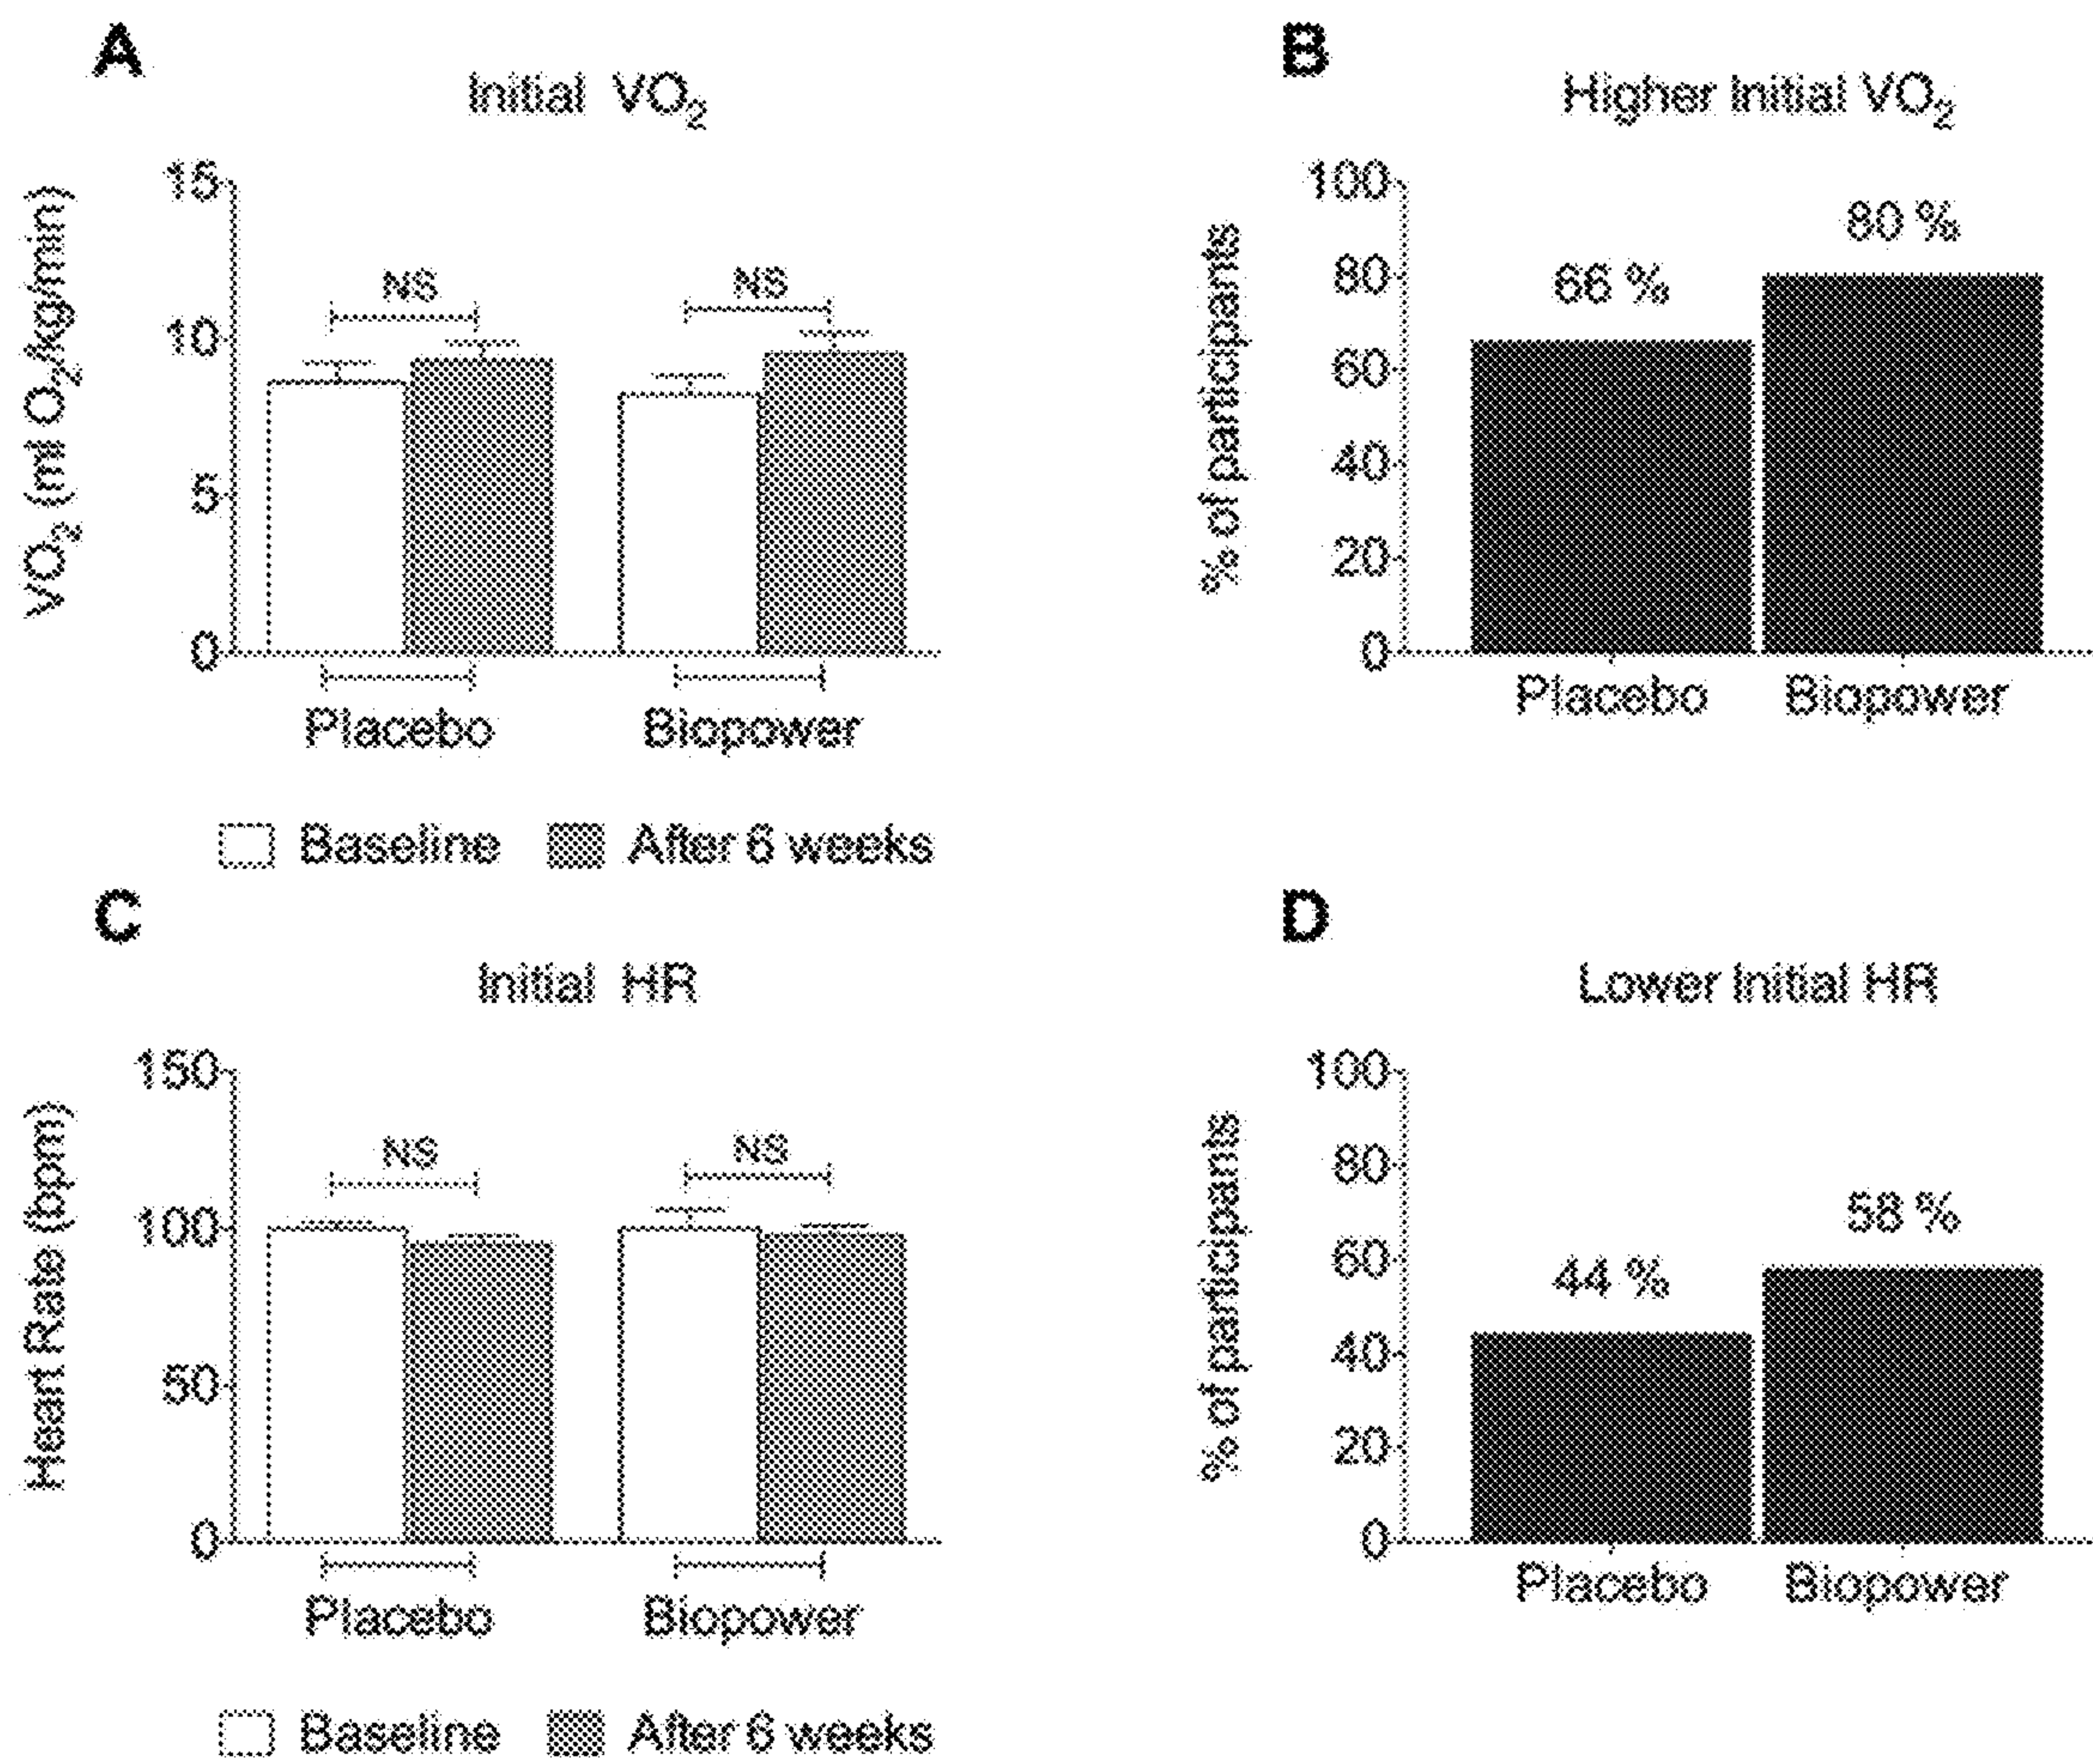 A
Initial VO₂
VO₂ (ml O₂/kg/min)
15
10
5
0
NS
NS
Placebo
Biopower
Baseline
After 6 weeks
B
Higher Initial VO₂
% of participants
100
80
60
40
20
0
66 %
80 %
Placebo
Biopower
C
Initial HR
Heart Rate (bpm)
150
100
50
0
NS
NS
Placebo
Biopower
Baseline
After 6 weeks
D
Lower Initial HR
% of participants
100
80
60
40
20
0
44 %
58 %
Placebo
Biopower